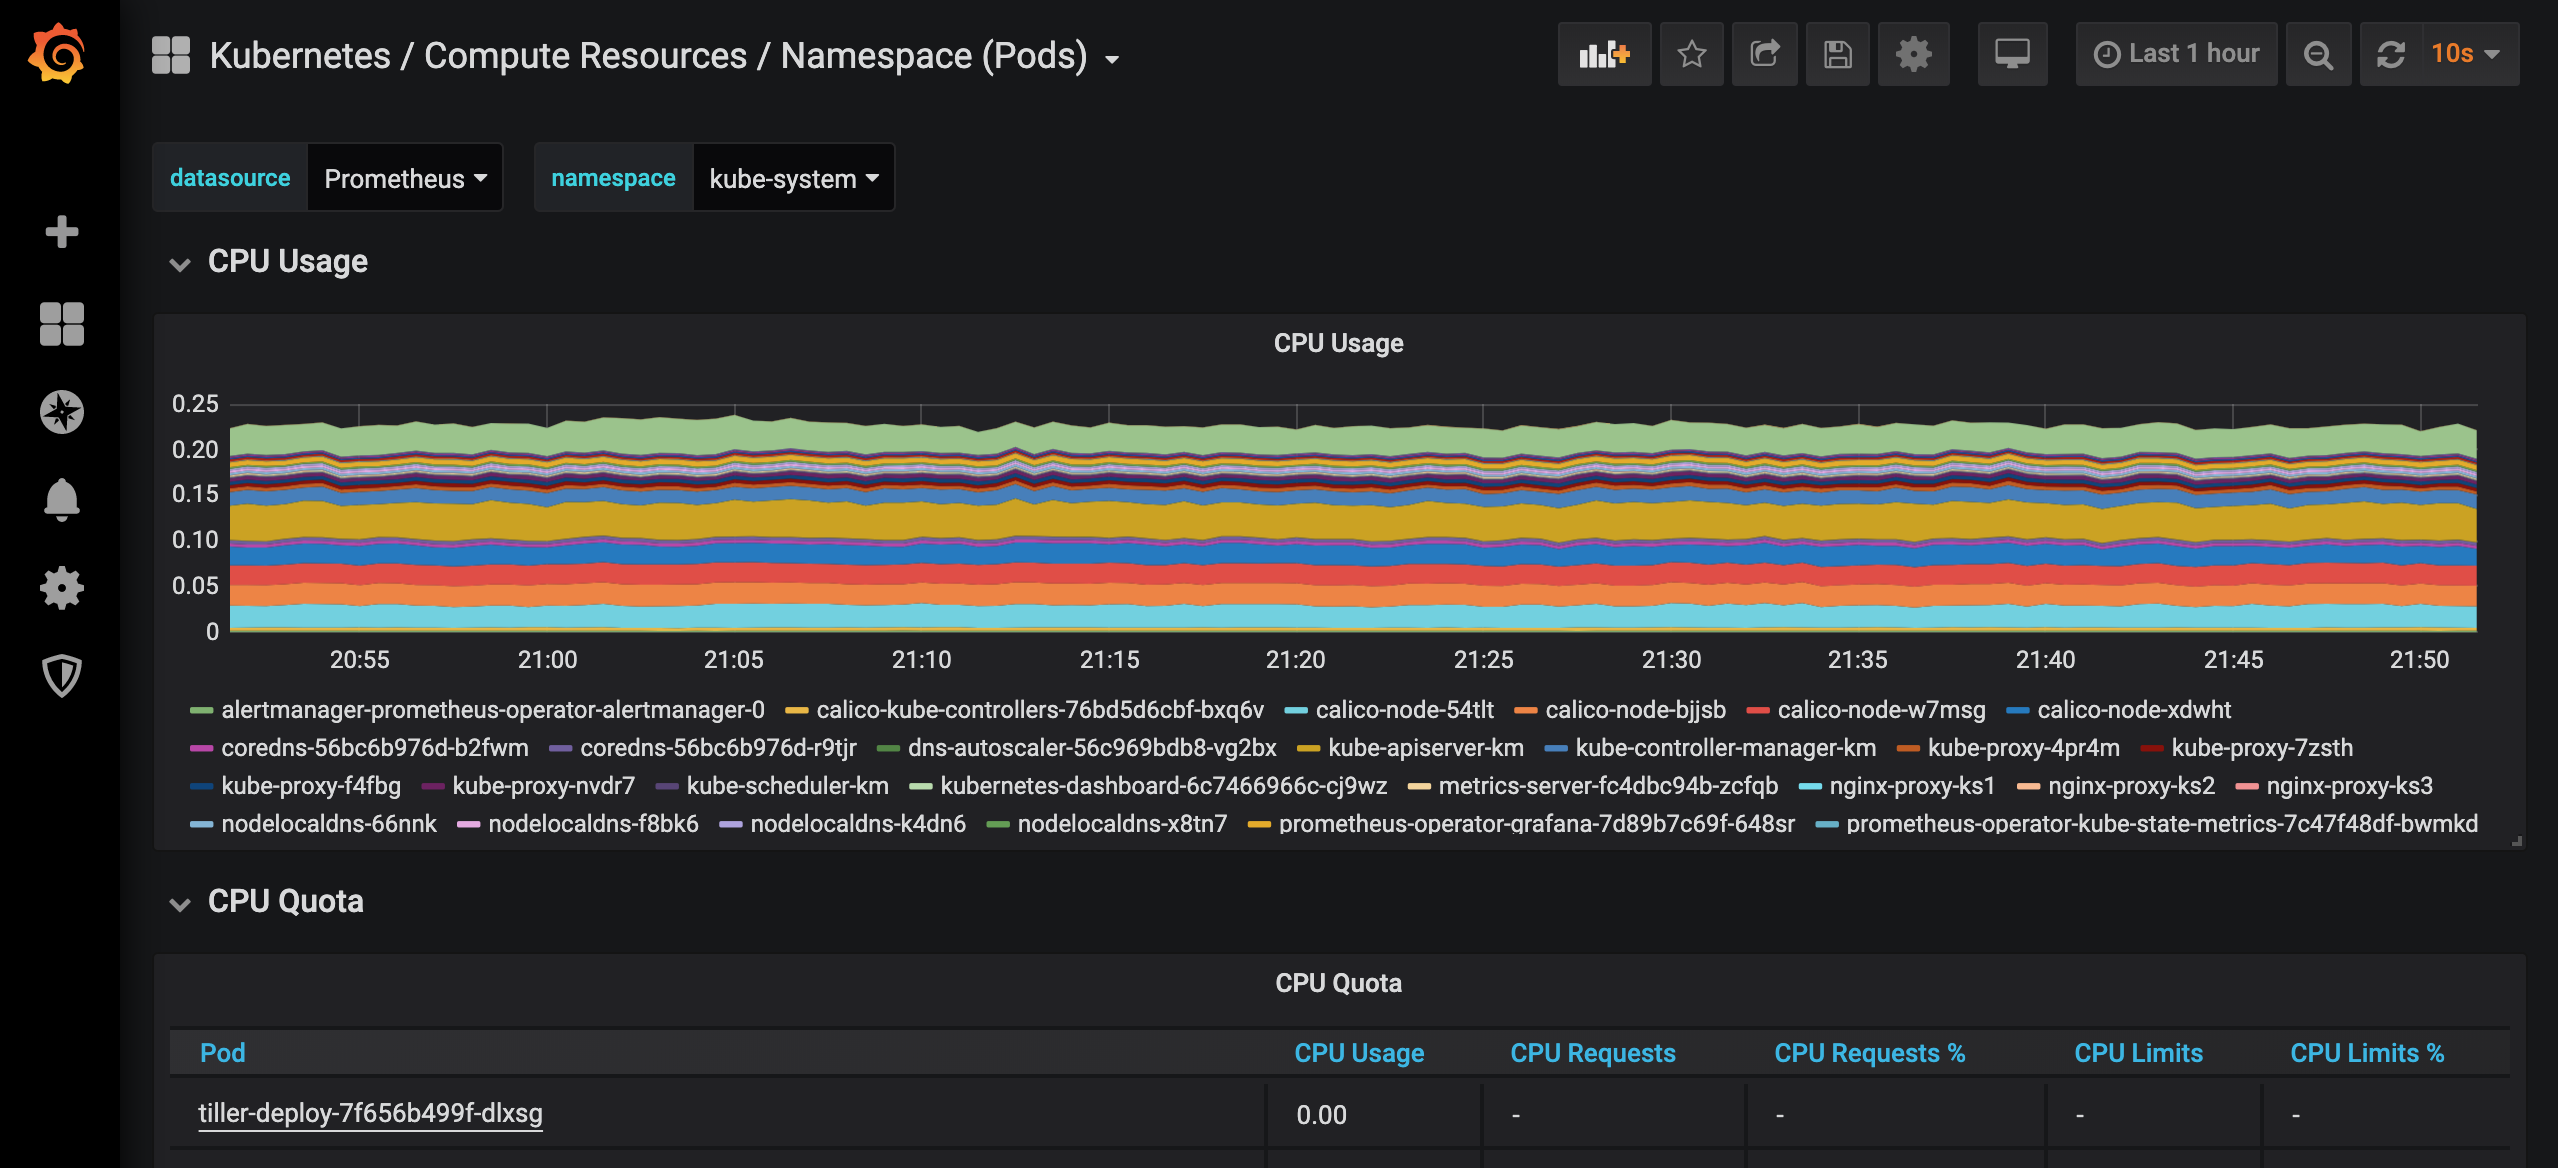 Kubernetes / Compute Resources / Namespace (Pods)
Last 1 hour
10s
datasource Prometheus namespace kube-system
CPU Usage
CPU Usage
0.25
0.20
0.15
0.10
0.05
0
20:55 21:00 21:05 21:10 21:15 21:20 21:25 21:30 21:35 21:40 21:45 21:50
alertmanager-prometheus-operator-alertmanager-0 calico-kube-controllers-76bd5d6cbf-bxq6v calico-node-54tlt calico-node-bjjsb calico-node-w7msg calico-node-xdwht
coredns-56bc6b976d-b2fwm coredns-56bc6b976d-r9tjr dns-autoscaler-56c969bdb8-vg2bx kube-apiserver-km kube-controller-manager-km kube-proxy-4pr4m kube-proxy-7zsth
kube-proxy-f4fbg kube-proxy-nvdr7 kube-scheduler-km kubernetes-dashboard-6c7466966c-cj9wz metrics-server-fc4dbc94b-zcfqb nginx-proxy-ks1 nginx-proxy-ks2 nginx-proxy-ks3
nodelocaldns-66nnk nodelocaldns-f8bk6 nodelocaldns-k4dn6 nodelocaldns-x8tn7 prometheus-operator-grafana-7d89b7c69f-648sr prometheus-operator-kube-state-metrics-7c47f48df-bwmkd
CPU Quota
CPU Quota
Pod CPU Usage CPU Requests CPU Requests % CPU Limits CPU Limits %
tiller-deploy-7f656b499f-dlxsg 0.00 - - - -